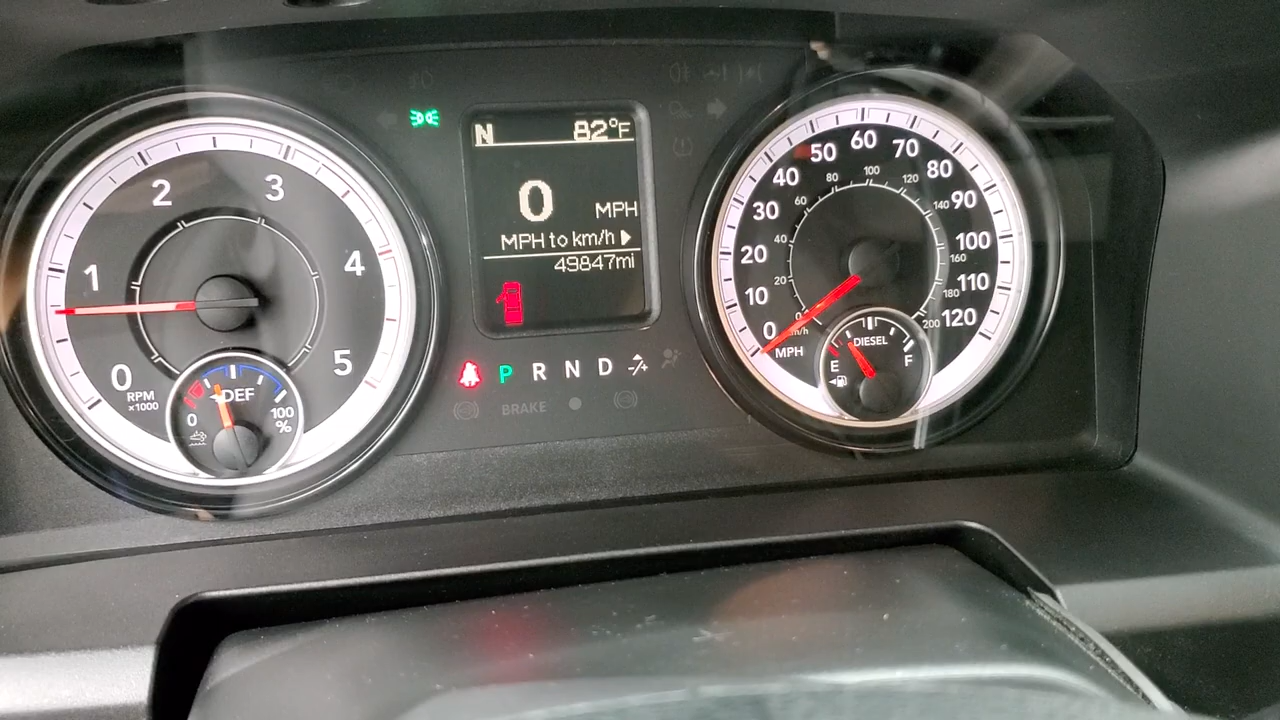 N 82°F
0 MPH
MPH to km/h
49847mi
P R N D
BRAKE
0 1 2 3 4 5
RPM
x1000
DEF
0 100
%
0 10 20 30 40 50 60 70 80 90 100 110 120
MPH
0 20 40 60 80 100 120 140 160 180 200
km/h
DIESEL
E F